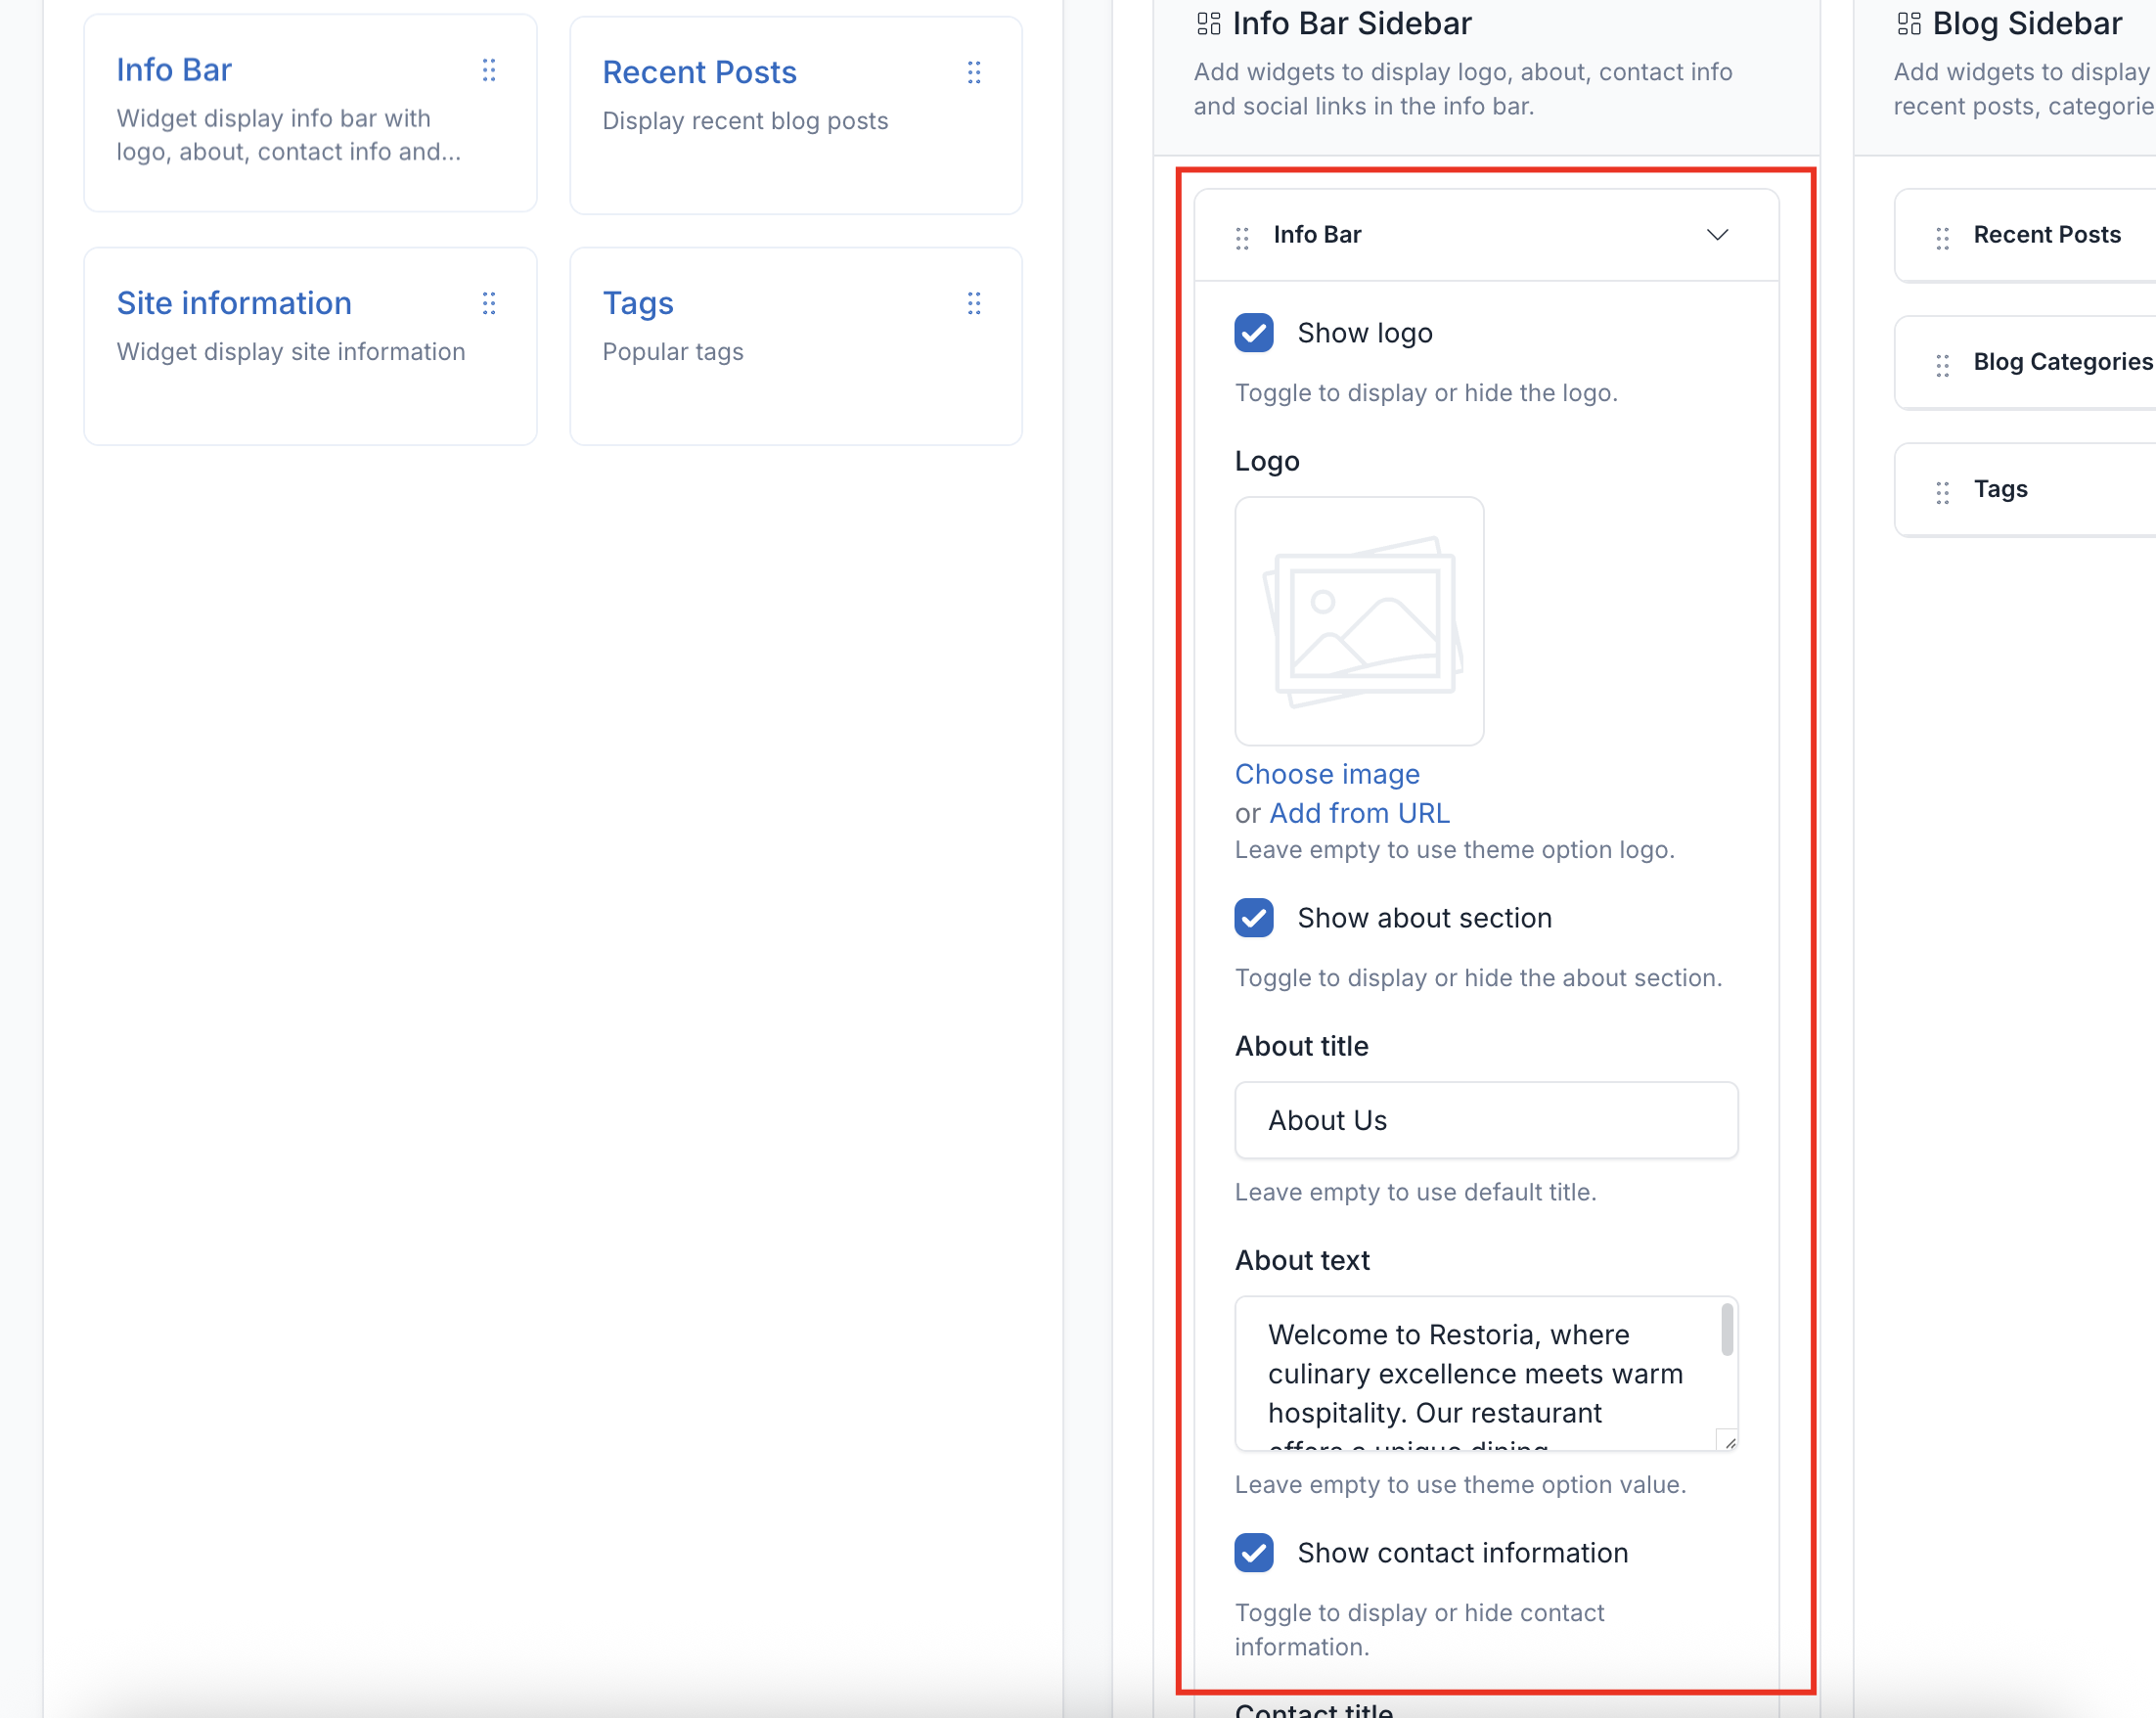 Info Bar
Widget display info bar with
logo, about, contact info and...
Recent Posts
Display recent blog posts
Site information
Widget display site information
Tags
Popular tags
Info Bar Sidebar
Add widgets to display logo, about, contact info
and social links in the info bar.
Info Bar
Show logo
Toggle to display or hide the logo.
Logo
Choose image
or Add from URL
Leave empty to use theme option logo.
Show about section
Toggle to display or hide the about section.
About title
About Us
Leave empty to use default title.
About text
Welcome to Restoria, where
culinary excellence meets warm
hospitality. Our restaurant
offers a unique dining
Leave empty to use theme option value.
Show contact information
Toggle to display or hide contact
information.
Contact title
Blog Sidebar
Add widgets to display
recent posts, categorie
Recent Posts
Blog Categories
Tags